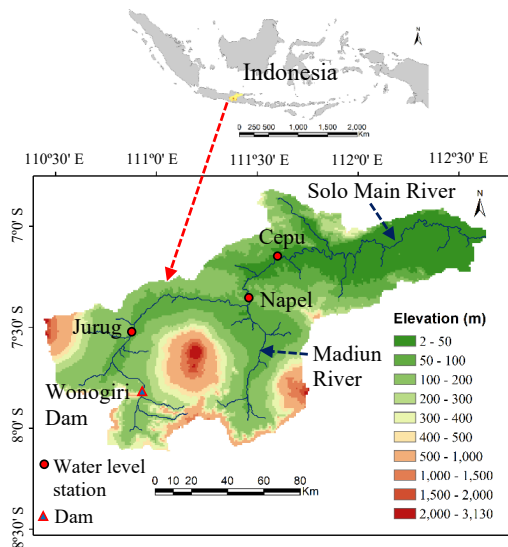 N
Indonesia
0 250 500 1,000 1,500 2,000
Km
110°30' E 111°0' E 111°30' E 112°0' E 112°30' E
Solo Main River
N
7°0' S
Cepu
Napel
7°30' S
Jurug
Madiun
River
Wonogiri
Dam
8°0' S
Water level
station
Dam
8°30' S
0 10 20 40 60 80
Km
Elevation (m)
2 - 50
50 - 100
100 - 200
200 - 300
300 - 400
400 - 500
500 - 1,000
1,000 - 1,500
1,500 - 2,000
2,000 - 3,130